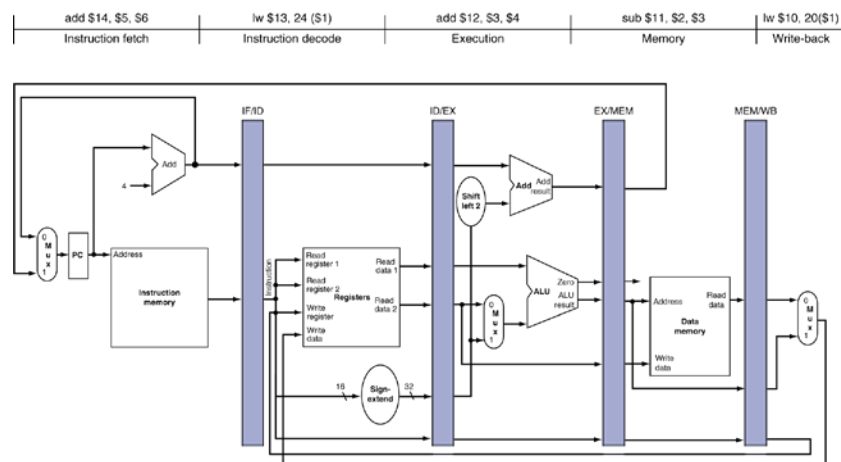 add $14, $5, $6
lw $13, 24 ($1)
add $12, $3, $4
sub $11, $2, $3
lw $10, 20($1)
Instruction fetch
Instruction decode
Execution
Memory
Write-back
IF/ID
ID/EX
EX/MEM
MEM/WB
Add
4
Shift
left 2
Add
Add
result
0
M
u
x
1
PC
Address
Instruction
memory
Instruction
Read
register 1
Read
register 2
Write
register
Write
data
Registers
Read
data 1
Read
data 2
0
M
u
x
1
ALU
Zero
ALU
result
Address
Read
data
Data
memory
Write
data
0
M
u
x
1
16
Sign-
extend
32